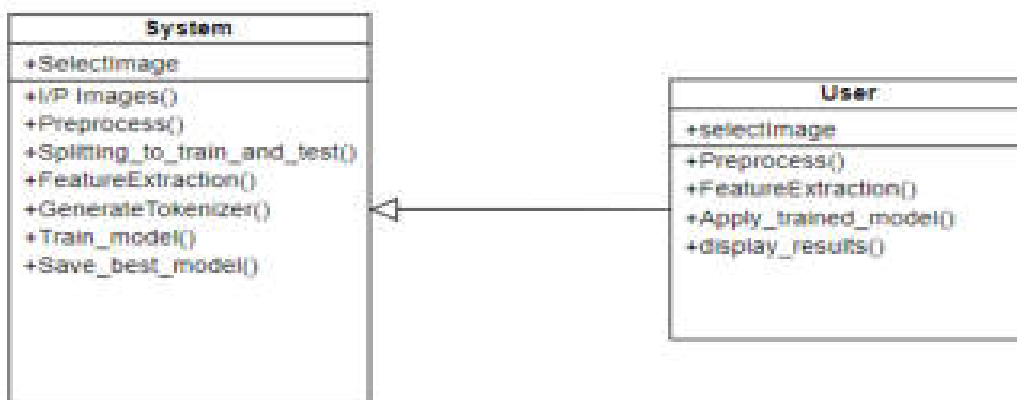 System
+SelectImage
+I/P Images()
+Preprocess()
+Splitting_to_train_and_test()
+FeatureExtraction()
+GenerateTokenizer()
+Train_model()
+Save_best_model()
User
+selectImage
+Preprocess()
+FeatureExtraction()
+Apply_trained_model()
+display_results()